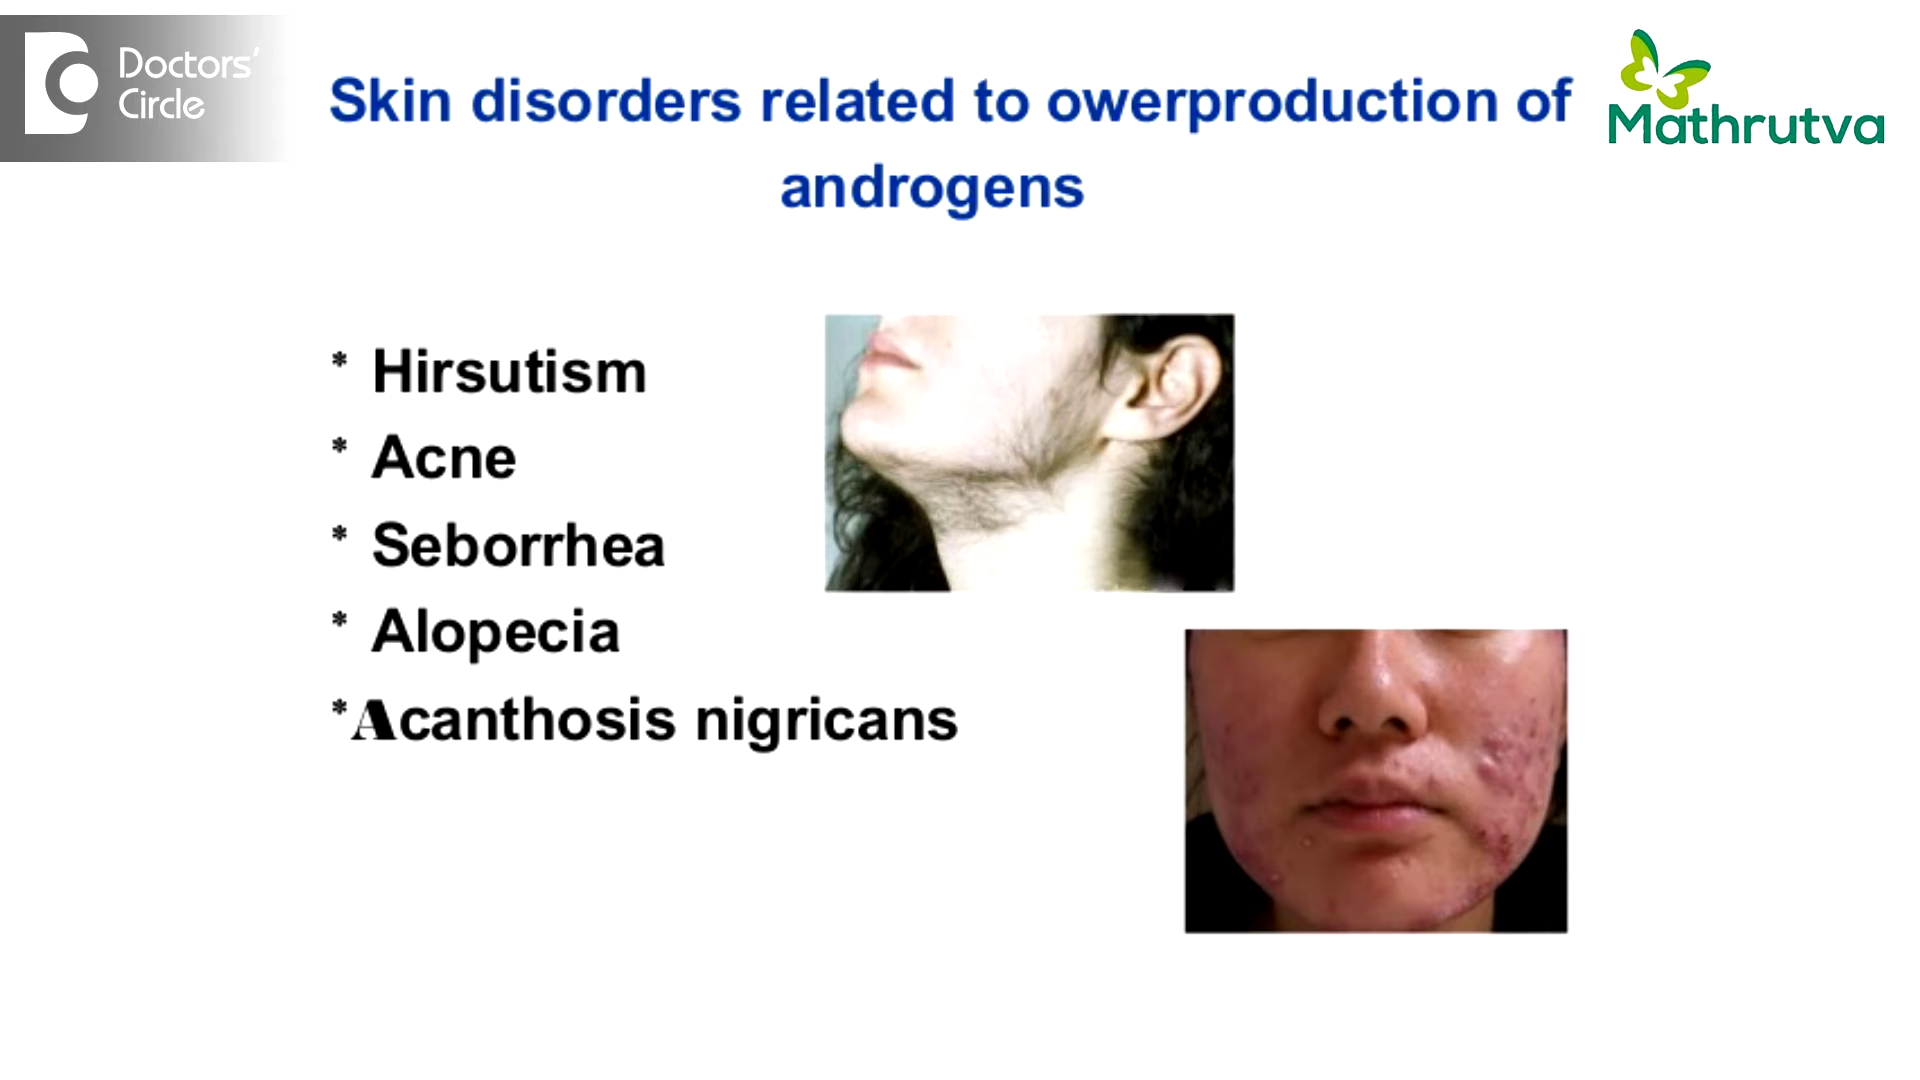 Doctors'
Circle
Skin disorders related to owerproduction of
androgens
Mathrutva
* Hirsutism
* Acne
* Seborrhea
* Alopecia
*Acanthosis nigricans